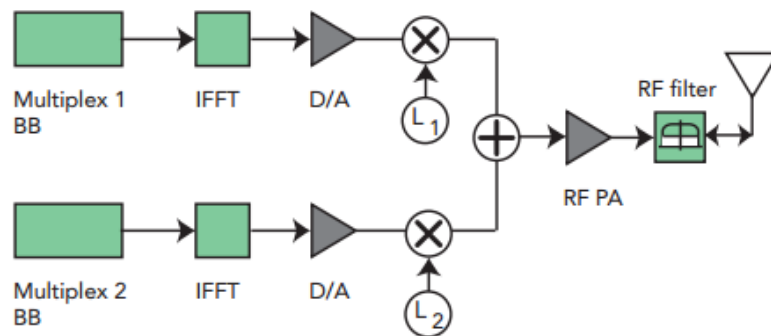 Multiplex 1
BB
IFFT
D/A
L1
RF PA
RF filter
Multiplex 2
BB
IFFT
D/A
L2